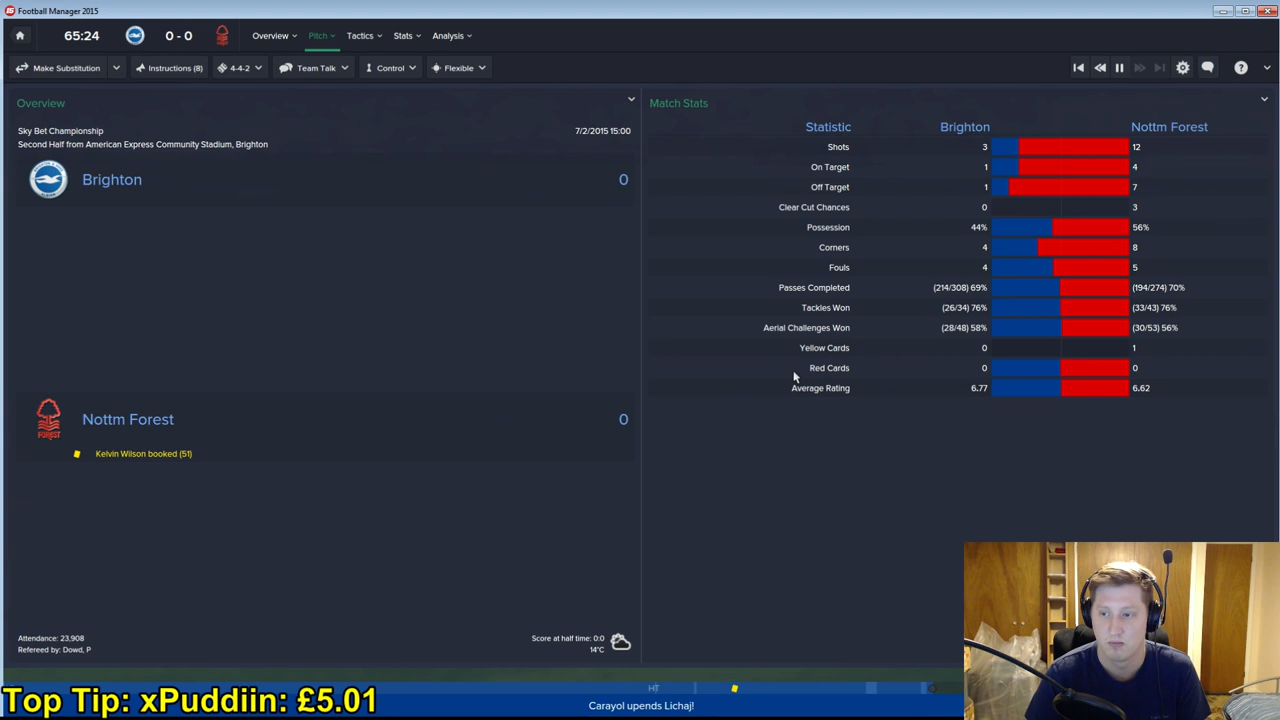 Football Manager 2015
65:24 0 - 0 Overview Pitch Tactics Stats Analysis
Make Substitution Instructions (8) 4-4-2 Team Talk Control Flexible
Overview
Sky Bet Championship 7/2/2015 15:00
Second Half from American Express Community Stadium, Brighton
Brighton 0
Nottm Forest 0
Kelvin Wilson booked (51)
Attendance: 23,908
Refereed by: Dowd, P
Score at half time: 0:0
14°C
Match Stats
Statistic Brighton Nottm Forest
Shots 3 12
On Target 1 4
Off Target 1 7
Clear Cut Chances 0 3
Possession 44% 56%
Corners 4 8
Fouls 4 5
Passes Completed (214/308) 69% (194/274) 70%
Tackles Won (26/34) 76% (33/43) 76%
Aerial Challenges Won (28/48) 58% (30/53) 56%
Yellow Cards 0 1
Red Cards 0 0
Average Rating 6.77 6.62
HT
Top Tip: xPuddiin: £5.01
Carayol upends Lichaj!